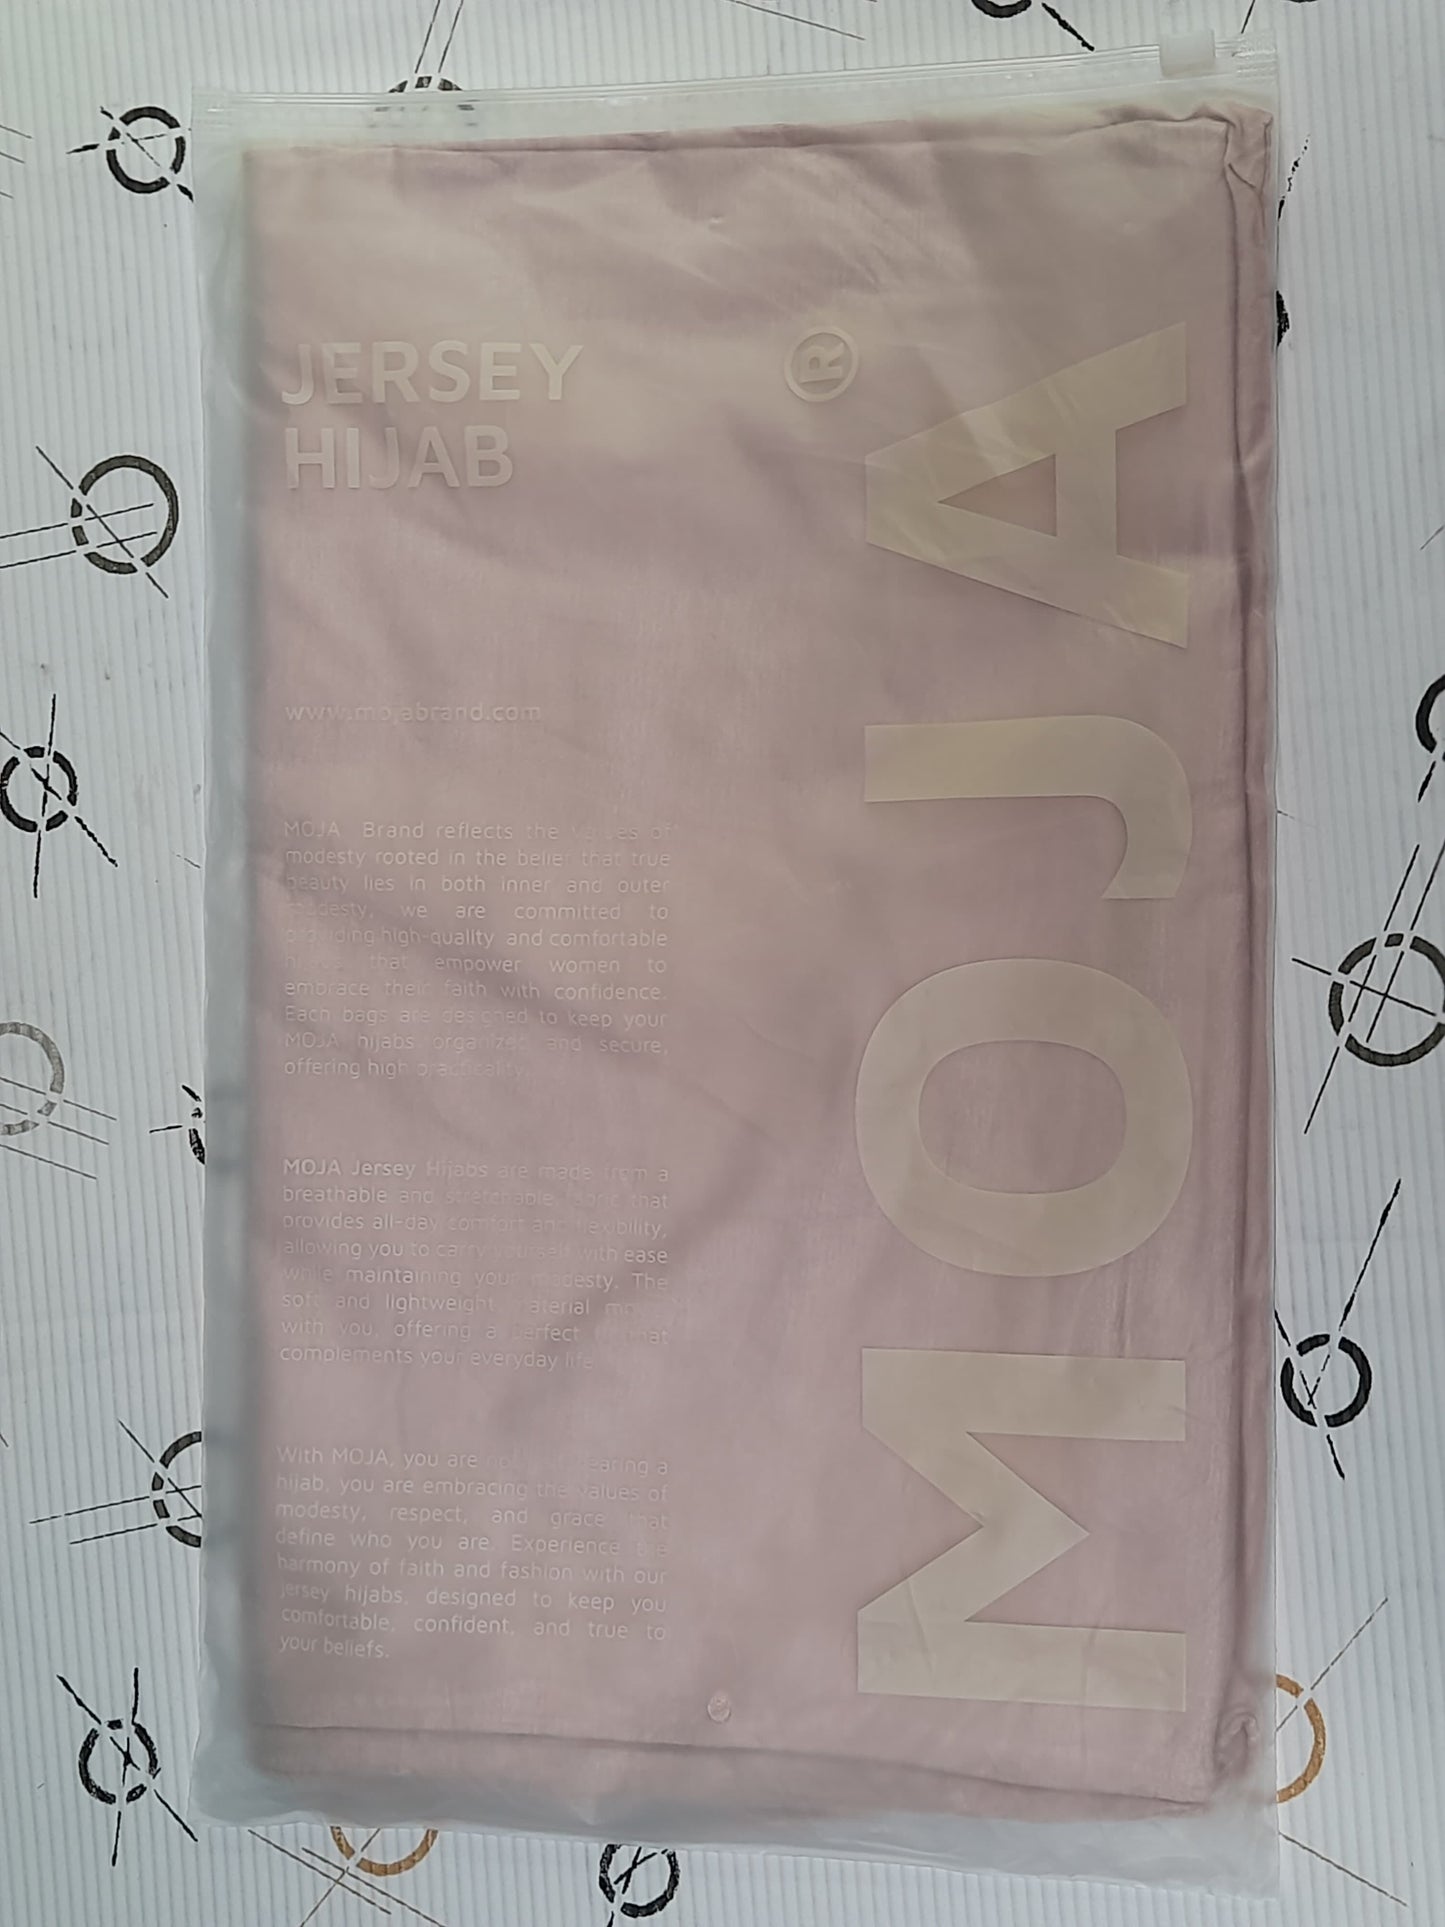 JERSEY
HIJAB
MOJA®
www.mojabrand.com
MOJA Brand reflects the values of
modesty rooted in the belief that true
beauty lies in both inner and outer
modesty, we are committed to
providing high-quality and comfortable
hijabs that empower women to
embrace their faith with confidence.
Each bags are designed to keep your
MOJA hijabs organized and secure,
offering high practicality.
MOJA Jersey Hijabs are made from a
breathable and stretchable fabric that
provides all-day comfort and flexibility,
allowing you to carry yourself with ease
while maintaining your modesty. The
soft and lightweight material moves
with you, offering a perfect fit that
complements your everyday life.
With MOJA, you are not just wearing a
hijab, you are embracing the values of
modesty, respect, and grace that
define who you are. Experience the
harmony of faith and fashion with our
jersey hijabs, designed to keep you
comfortable, confident, and true to
your beliefs.